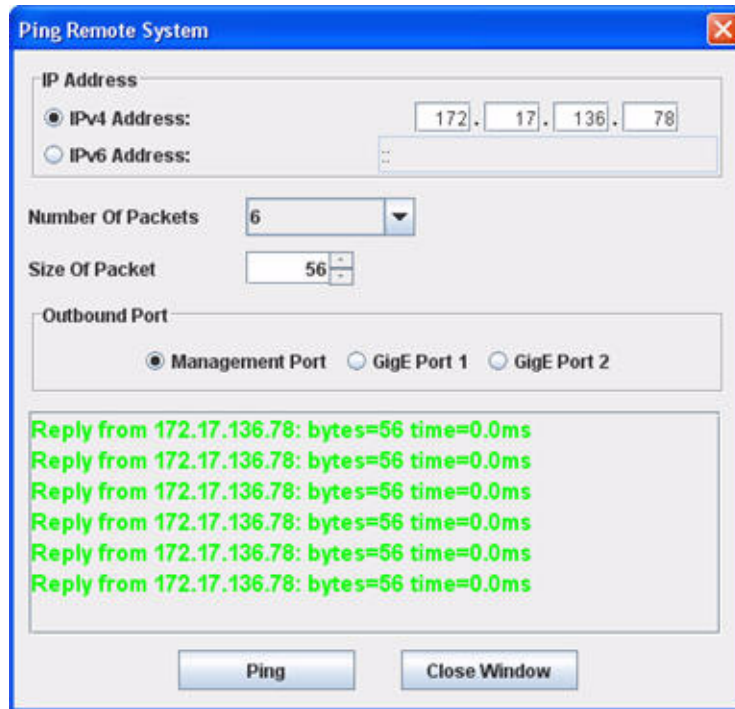 Ping Remote System
IP Address
IPv4 Address: 172. 17. 136. 78
IPv6 Address: ::
Number Of Packets 6
Size Of Packet 56
Outbound Port
Management Port GigE Port 1 GigE Port 2
Reply from 172.17.136.78: bytes=56 time=0.0ms
Reply from 172.17.136.78: bytes=56 time=0.0ms
Reply from 172.17.136.78: bytes=56 time=0.0ms
Reply from 172.17.136.78: bytes=56 time=0.0ms
Reply from 172.17.136.78: bytes=56 time=0.0ms
Reply from 172.17.136.78: bytes=56 time=0.0ms
Ping Close Window